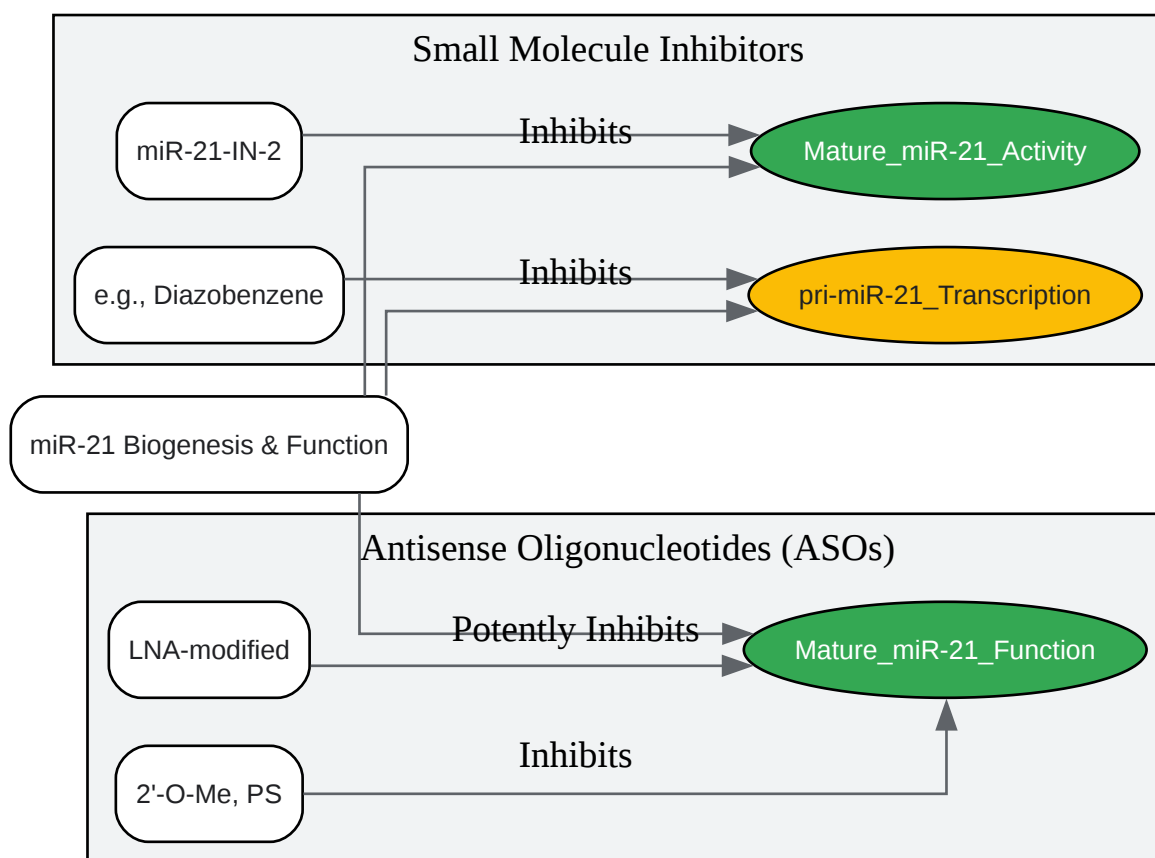 Small Molecule Inhibitors
miR-21-IN-2
Inhibits
Mature_miR-21_Activity
e.g., Diazobenzene
Inhibits
pri-miR-21_Transcription
miR-21 Biogenesis & Function
Antisense Oligonucleotides (ASOs)
LNA-modified
Potently Inhibits
Mature_miR-21_Function
2'-O-Me, PS
Inhibits